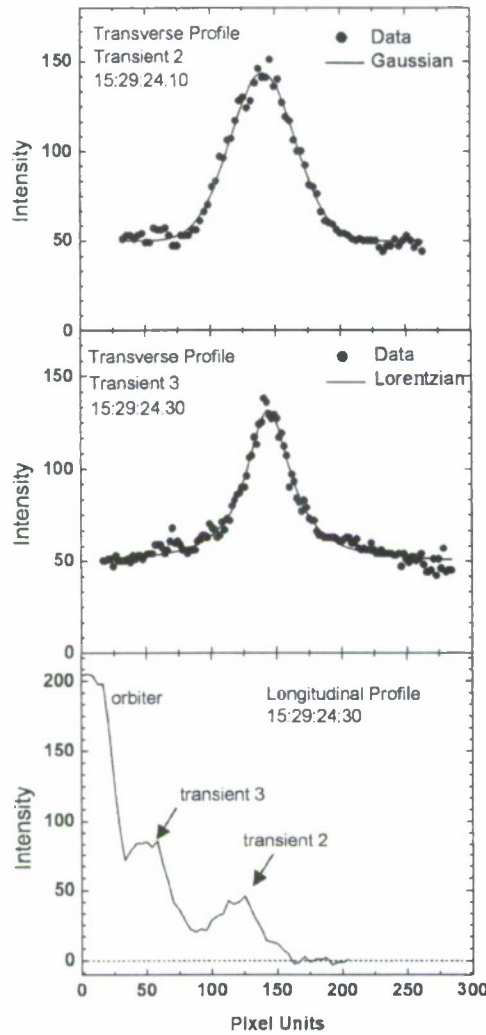 Transverse Profile
Transient 2
15:29:24.10
Data
Gaussian
Intensity
150
100
50
0
Transverse Profile
Transient 3
15:29:24.30
Data
Lorentzian
Intensity
150
100
50
0
orbiter
Longitudinal Profile
15:29:24:30
transient 3
transient 2
Intensity
200
150
100
50
0
0 50 100 150 200 250 300
Pixel Units